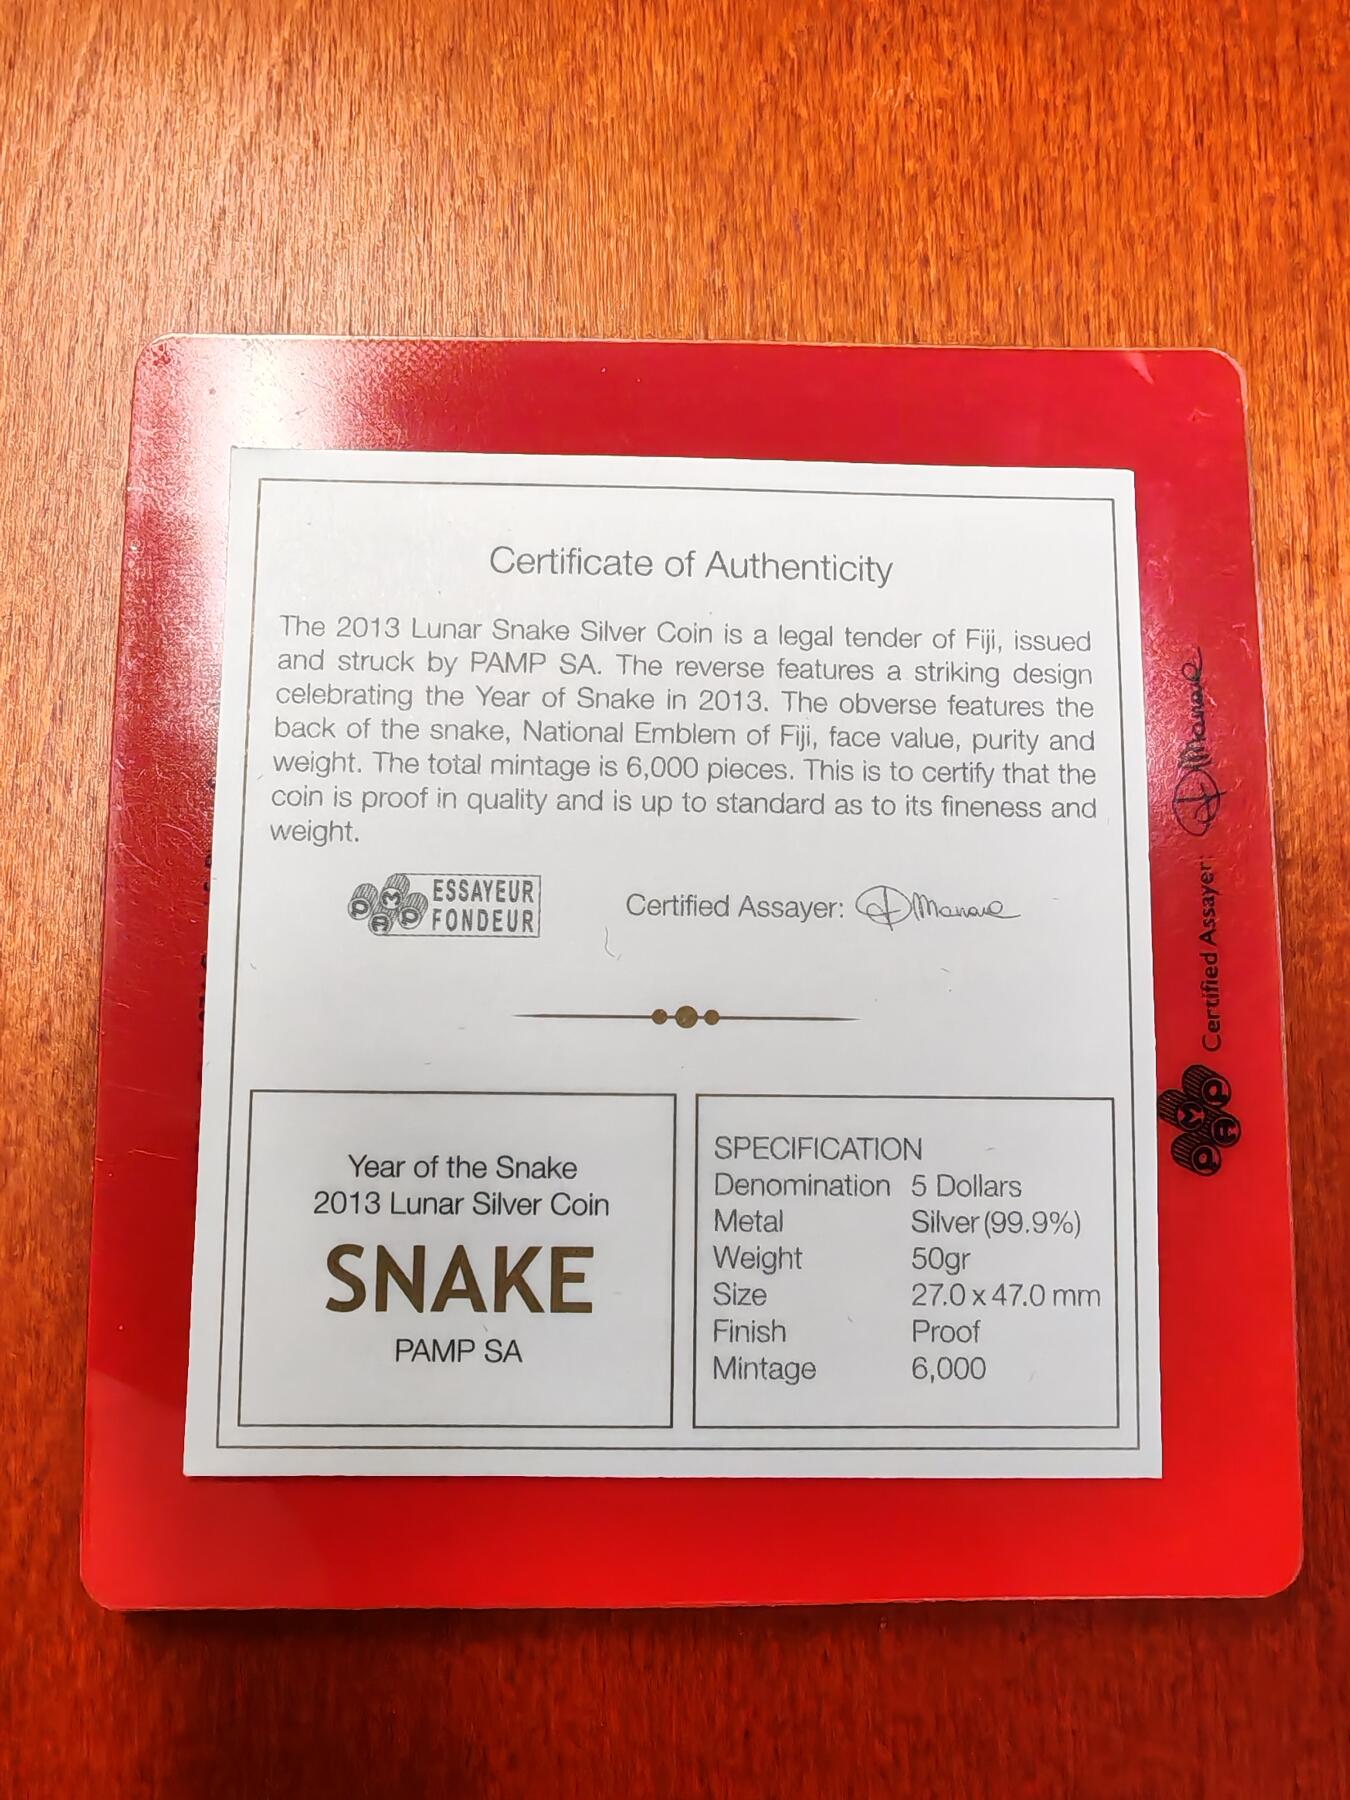 Certificate of Authenticity
The 2013 Lunar Snake Silver Coin is a legal tender of Fiji, issued
and struck by PAMP SA. The reverse features a striking design
celebrating the Year of Snake in 2013. The obverse features the
back of the snake, National Emblem of Fiji, face value, purity and
weight. The total mintage is 6,000 pieces. This is to certify that the
coin is proof in quality and is up to standard as to its fineness and
weight.
PAMP
ESSAYEUR
FONDEUR
Certified Assayer:
Year of the Snake
2013 Lunar Silver Coin
SNAKE
PAMP SA
SPECIFICATION
Denomination 5 Dollars
Metal Silver (99.9%)
Weight 50gr
Size 27.0 x 47.0 mm
Finish Proof
Mintage 6,000
PAMP
Certified Assayer: